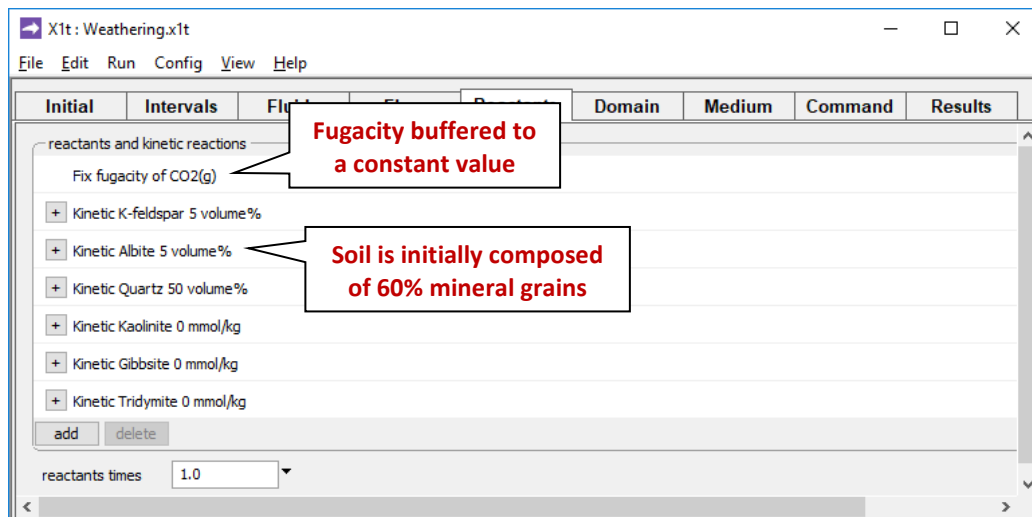 X1t : Weathering.x1t
File Edit Run Config View Help
Initial Intervals Domain Medium Command Results
Fugacity buffered to
a constant value
reactants and kinetic reactions
Fix fugacity of CO2(g)
+ Kinetic K-feldspar 5 volume%
+ Kinetic Albite 5 volume%
Soil is initially composed
of 60% mineral grains
+ Kinetic Quartz 50 volume%
+ Kinetic Kaolinite 0 mmol/kg
+ Kinetic Gibbsite 0 mmol/kg
+ Kinetic Tridymite 0 mmol/kg
add delete
reactants times 1.0